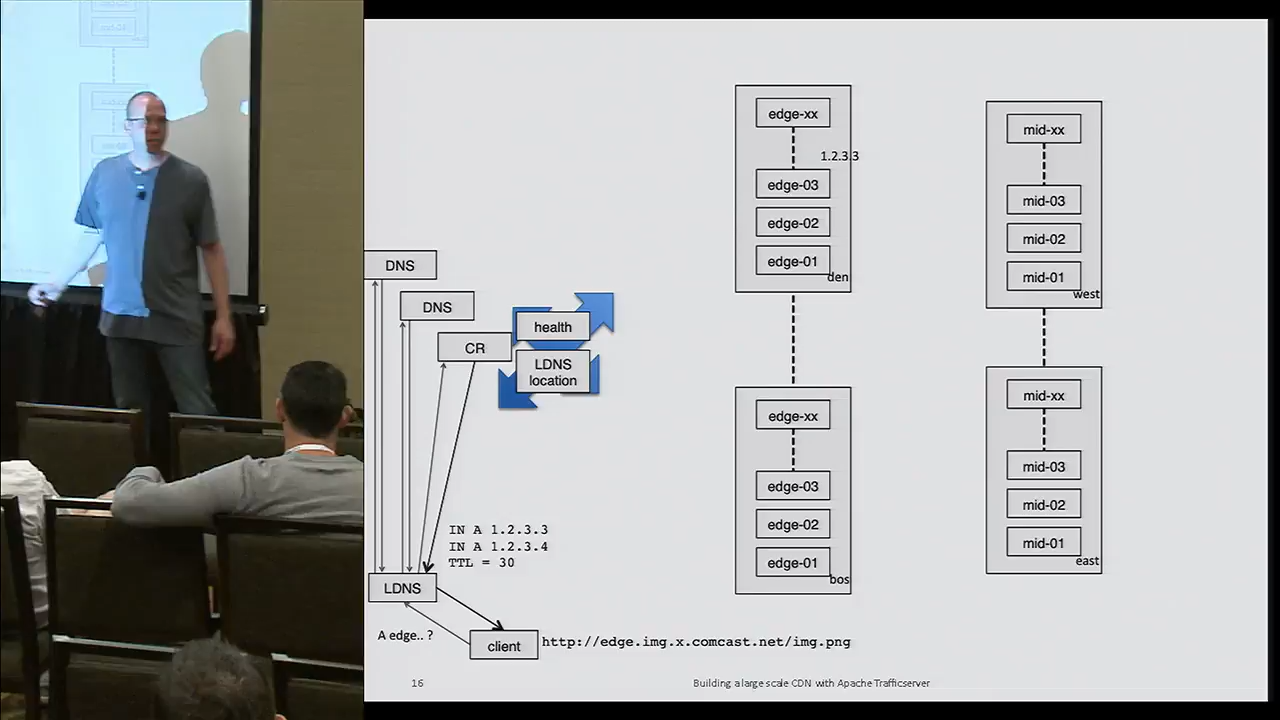 DNS
DNS
CR
health
LDNS
location
IN A 1.2.3.3
IN A 1.2.3.4
TTL = 30
LDNS
A edge.. ?
client
http://edge.img.x.comcast.net/img.png
edge-xx
1.2.3.3
edge-03
edge-02
edge-01
den
edge-xx
edge-03
edge-02
edge-01
bos
mid-xx
mid-03
mid-02
mid-01
west
mid-xx
mid-03
mid-02
mid-01
east
16
Building a large scale CDN with Apache Trafficserver